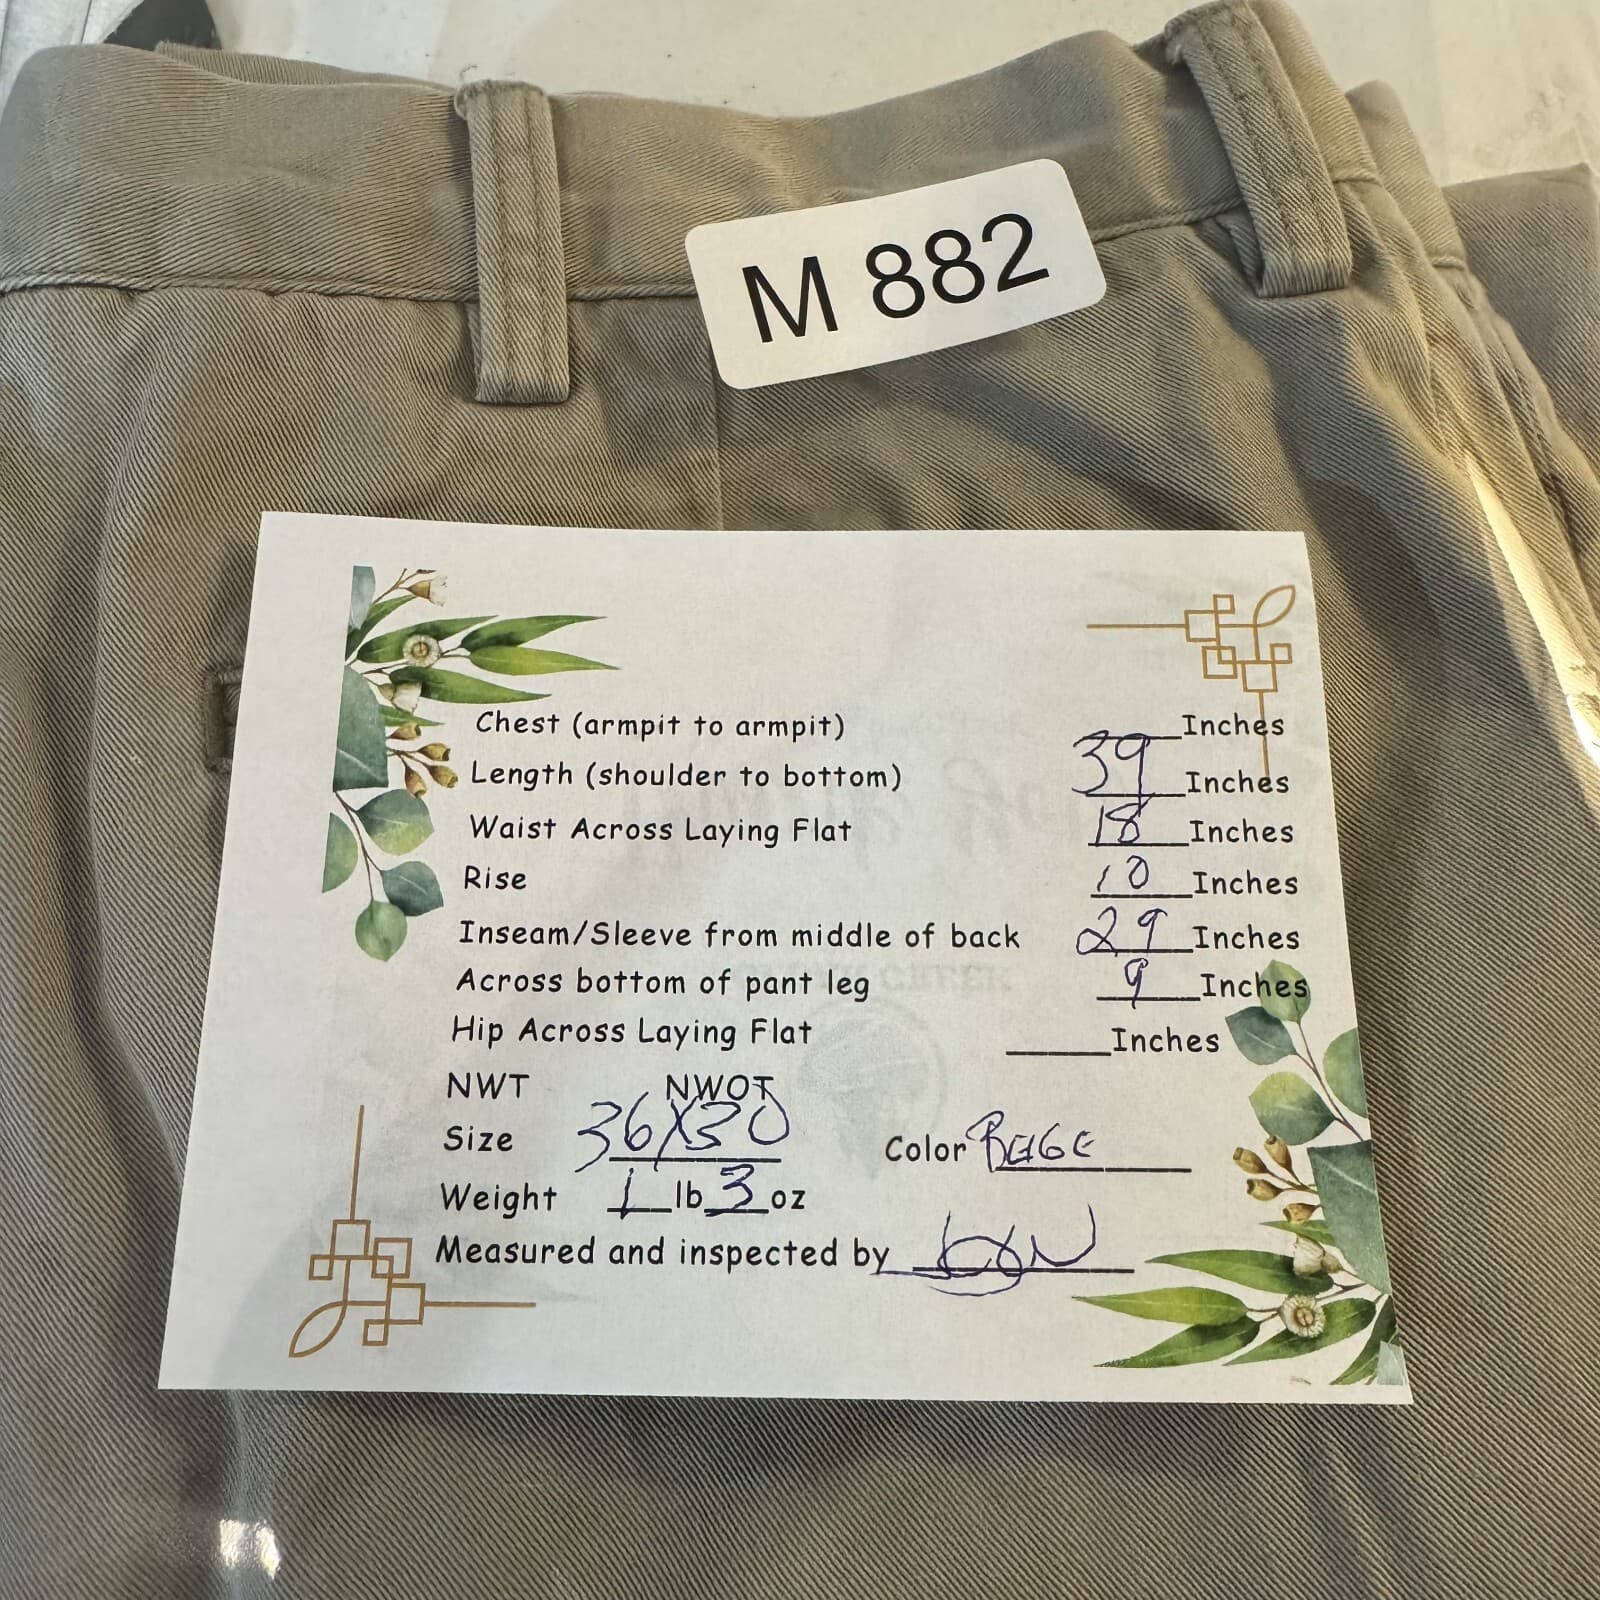 M 882
Chest (armpit to armpit) ____Inches
Length (shoulder to bottom) 39 Inches
Waist Across Laying Flat 18 Inches
Rise 10 Inches
Inseam/Sleeve from middle of back 29 Inches
Across bottom of pant leg 9 Inches
Hip Across Laying Flat ____Inches
NWT NWOT
Size 36X30 Color BEIGE
Weight 1 lb 3 oz
Measured and inspected by